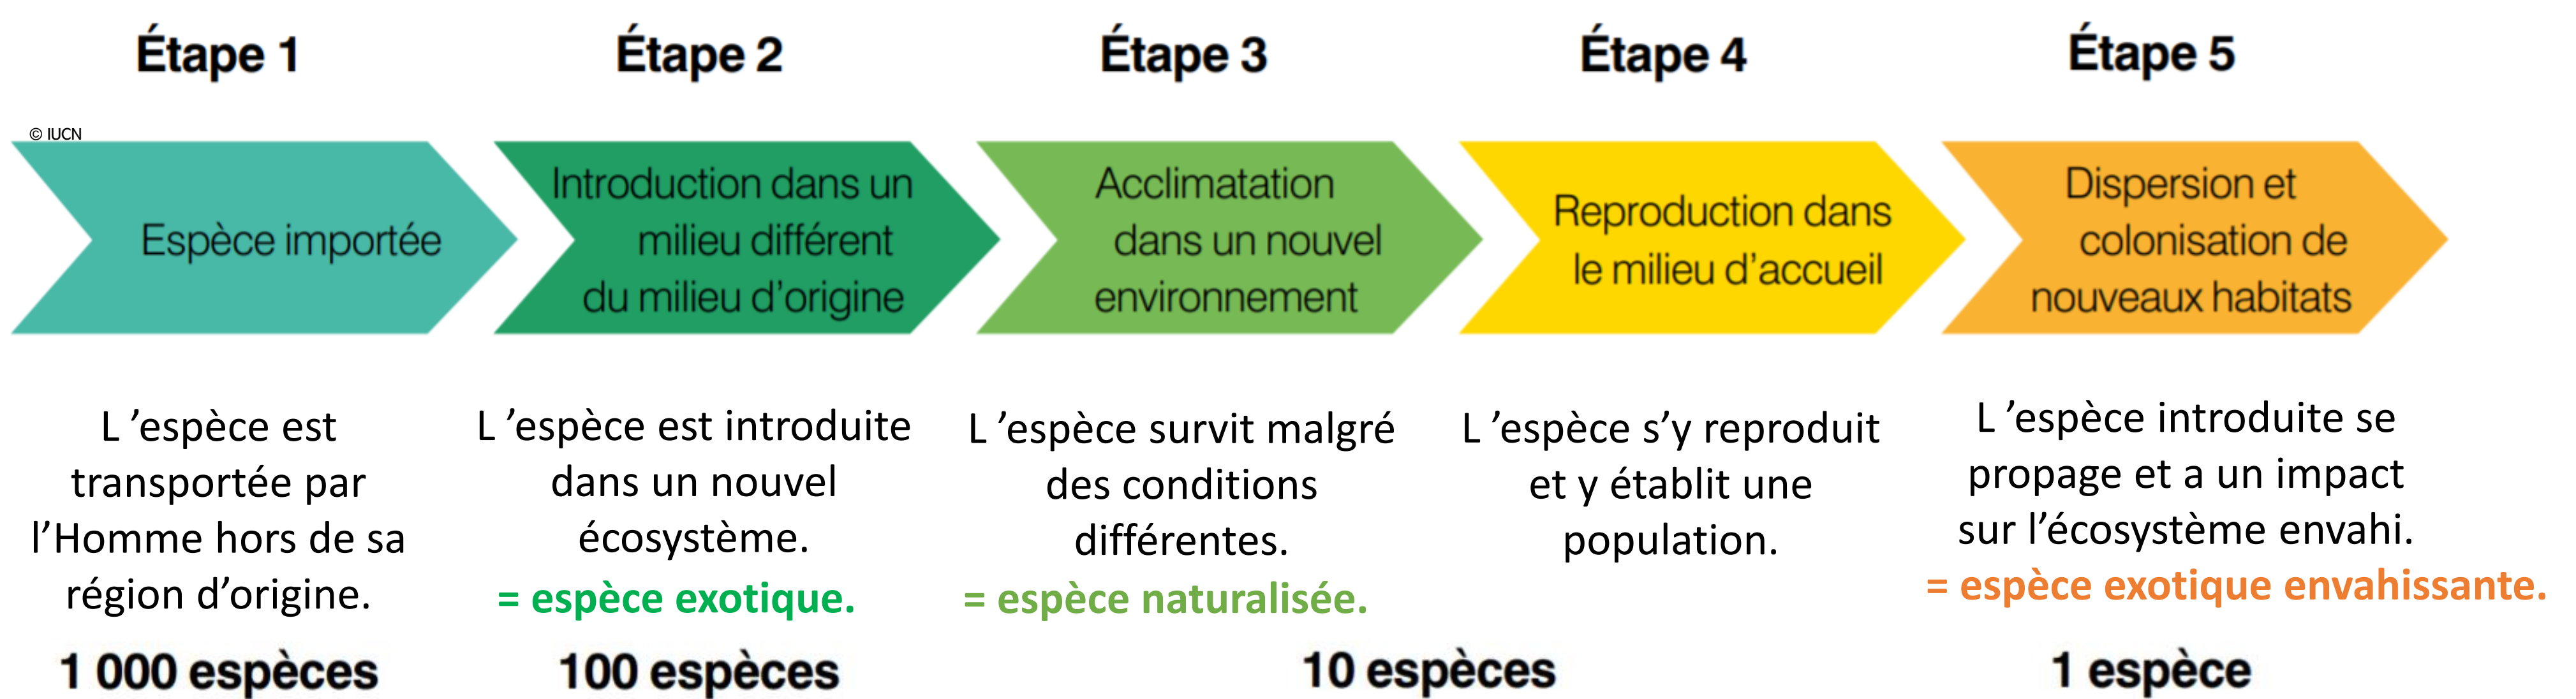 Étape 1
Étape 2
Étape 3
Étape 4
Étape 5
© IUCN
Espèce importée
Introduction dans un
milieu différent
du milieu d’origine
Acclimatation
dans un nouvel
environnement
Reproduction dans
le milieu d’accueil
Dispersion et
colonisation de
nouveaux habitats
L ’espèce est
transportée par
l’Homme hors de sa
région d’origine.
L ’espèce est introduite
dans un nouvel
écosystème.
= espèce exotique.
L ’espèce survit malgré
des conditions
différentes.
= espèce naturalisée.
L ’espèce s’y reproduit
et y établit une
population.
L ’espèce introduite se
propage et a un impact
sur l’écosystème envahi.
= espèce exotique envahissante.
1 000 espèces
100 espèces
10 espèces
1 espèce